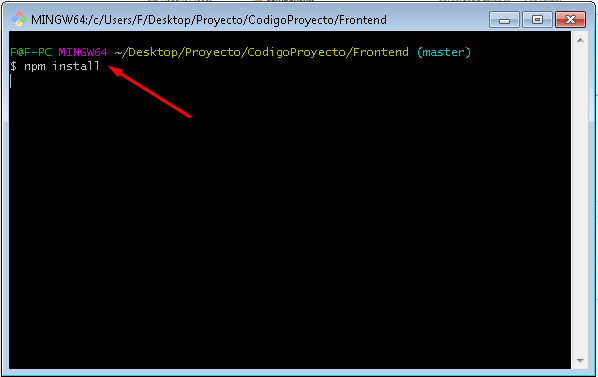 MINGW64:/c/Users/F/Desktop/Proyecto/CodigoProyecto/Frontend
F@F-PC MINGW64 ~/Desktop/Proyecto/CodigoProyecto/Frontend (master)
$ npm install